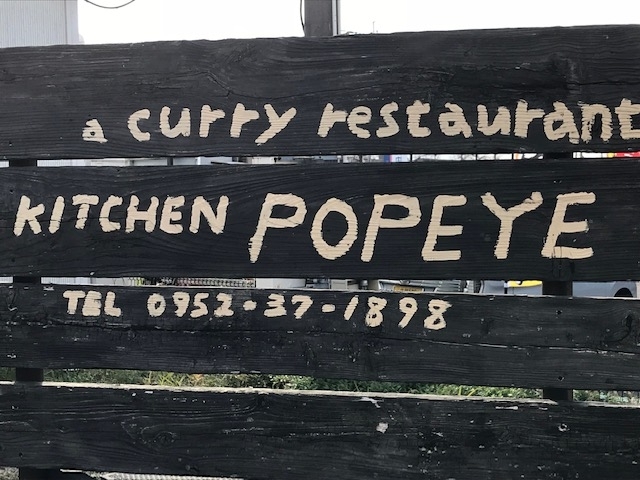 a curry restaurant
KITCHEN POPEYE
TEL 0952-37-1898